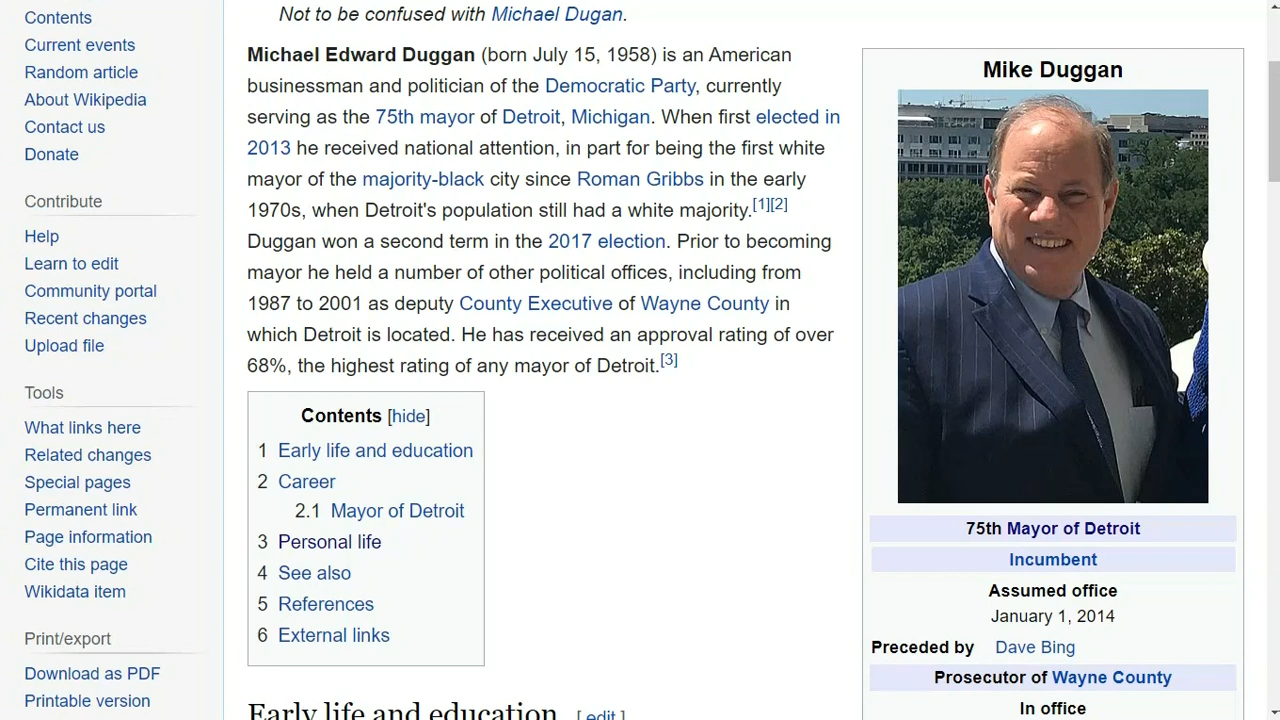 Contents
Current events
Random article
About Wikipedia
Contact us
Donate
Contribute
Help
Learn to edit
Community portal
Recent changes
Upload file
Tools
What links here
Related changes
Special pages
Permanent link
Page information
Cite this page
Wikidata item
Print/export
Download as PDF
Printable version
Not to be confused with Michael Dugan.
Michael Edward Duggan (born July 15, 1958) is an American
businessman and politician of the Democratic Party, currently
serving as the 75th mayor of Detroit, Michigan. When first elected in
2013 he received national attention, in part for being the first white
mayor of the majority-black city since Roman Gribbs in the early
1970s, when Detroit's population still had a white majority.[1][2]
Duggan won a second term in the 2017 election. Prior to becoming
mayor he held a number of other political offices, including from
1987 to 2001 as deputy County Executive of Wayne County in
which Detroit is located. He has received an approval rating of over
68%, the highest rating of any mayor of Detroit.[3]
Contents [hide]
1 Early life and education
2 Career
2.1 Mayor of Detroit
3 Personal life
4 See also
5 References
6 External links
Early life and education [ edit ]
Mike Duggan
75th Mayor of Detroit
Incumbent
Assumed office
January 1, 2014
Preceded by Dave Bing
Prosecutor of Wayne County
In office